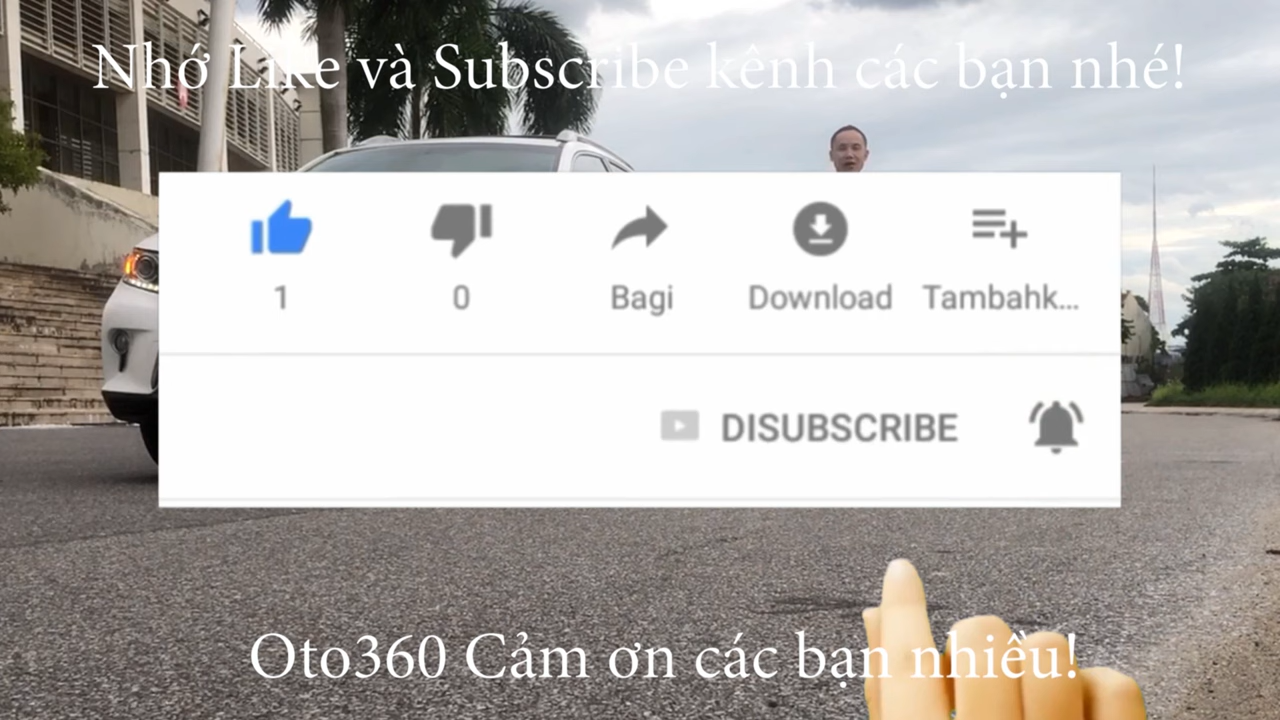 Nhớ Like và Subscribe kênh các bạn nhé!
1 0 Bagi Download Tambahk...
DISUBSCRIBE
Oto360 Cảm ơn các bạn nhiều!